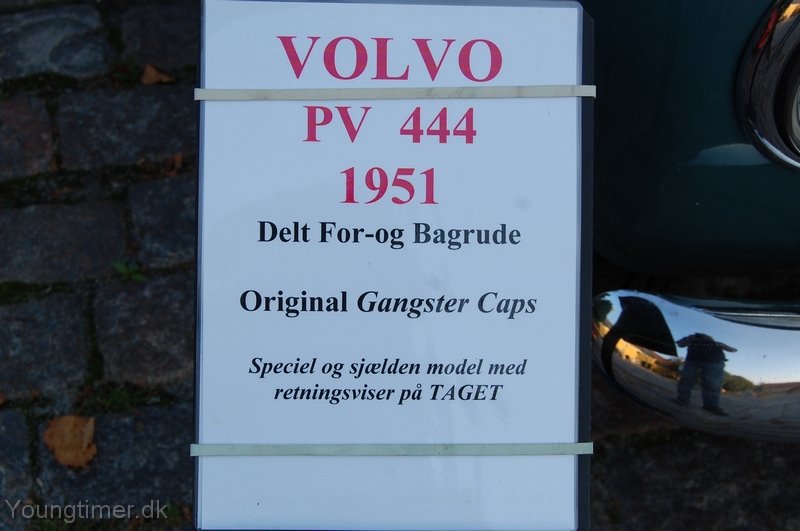 VOLVO
PV 444
1951
Delt For-og Bagrude
Original Gangster Caps
Speciel og sjælden model med
retningsviser på TAGET
Youngtimer.dk